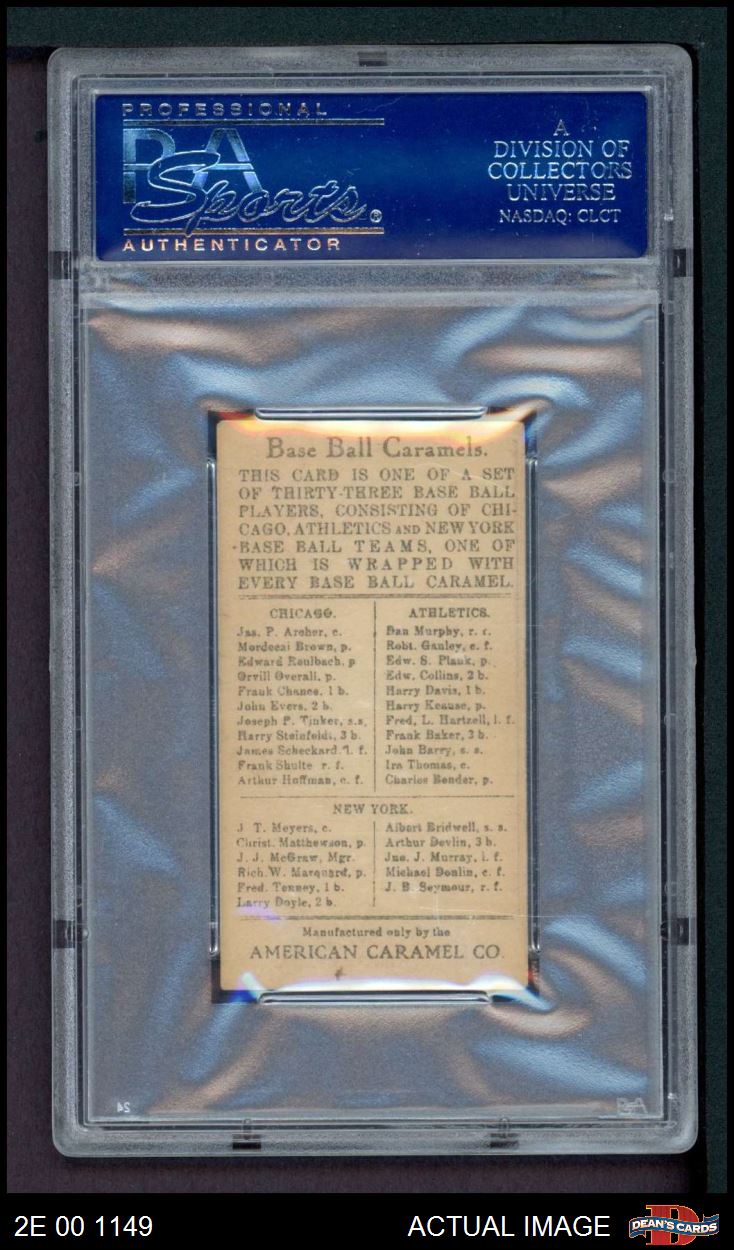 PROFESSIONAL
PSA
Sports®
AUTHENTICATOR
A
DIVISION OF
COLLECTORS
UNIVERSE
NASDAQ: CLCT
Base Ball Caramels.
THIS CARD IS ONE OF A SET
OF THIRTY-THREE BASE BALL
PLAYERS, CONSISTING OF CHI-
CAGO, ATHLETICS AND NEW YORK
BASE BALL TEAMS, ONE OF
WHICH IS WRAPPED WITH
EVERY BASE BALL CARAMEL.
CHICAGO.
Jas. P. Archer, c.
Mordecai Brown, p.
Edward Reulbach, p
Orvill Overall, p.
Frank Chance, 1 b.
John Evers, 2 b.
Joseph P. Tinker, s.s.
Harry Steinfeldt, 3 b.
James Scheckard, l. f.
Frank Shulte r. f.
Arthur Hoffman, c. f.
ATHLETICS.
Dan Murphy, r. f.
Robt. Ganley, c. f.
Edw. S. Plank, p.
Edw. Collins, 2 b.
Harry Davis, 1 b.
Harry Krause, p.
Fred. L. Hartzell, l. f.
Frank Baker, 3 b.
John Barry, s. s.
Ira Thomas, c.
Charles Bender, p.
NEW YORK.
J. T. Meyers, c.
Christ. Matthewson, p.
J. J. McGraw, Mgr.
Rich. W. Marquard, p.
Fred. Tenney, 1 b.
Larry Doyle, 2 b.
Albert Bridwell, s. s.
Arthur Devlin, 3 b.
Jno. J. Murray, l. f.
Michael Donlin, c. f.
J. B. Seymour, r. f.
Manufactured only by the
AMERICAN CARAMEL CO
24
PSA
2E 00 1149
ACTUAL IMAGE
DEAN'S CARDS